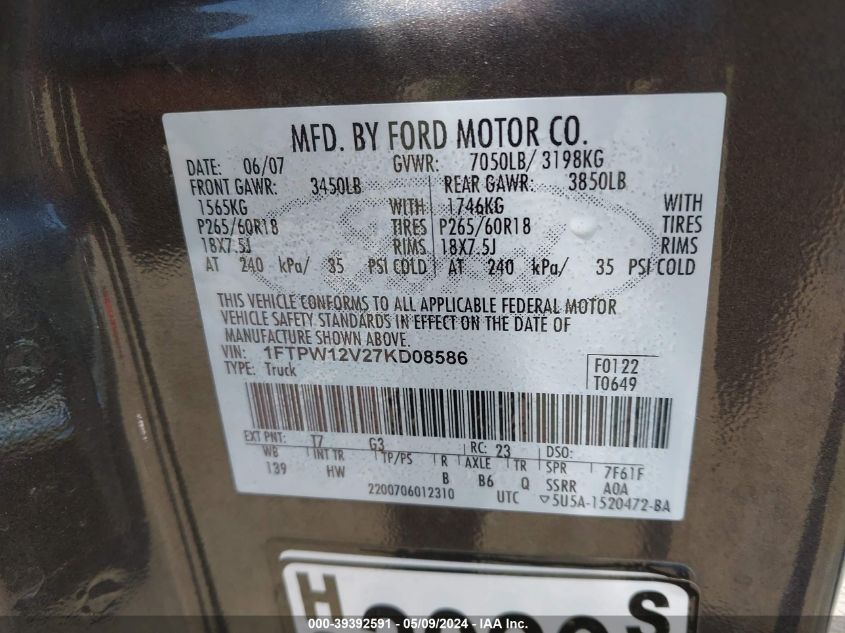 MFD. BY FORD MOTOR CO.
DATE: 06/07 GVWR: 7050LB/ 3198KG
FRONT GAWR: 3450LB REAR GAWR: 3850LB
1565KG WITH 1746KG WITH
P265/60R18 TIRES P265/60R18 TIRES
18X7.5J RIMS 18X7.5J RIMS
AT 240 kPa/ 35 PSI COLD AT 240 kPa/ 35 PSI COLD
THIS VEHICLE CONFORMS TO ALL APPLICABLE FEDERAL MOTOR
VEHICLE SAFETY STANDARDS IN EFFECT ON THE DATE OF
MANUFACTURE SHOWN ABOVE.
VIN: 1FTPW12V27KD08586
TYPE: Truck
F0122
T0649
EXT PNT: T7 G3 RC: 23 DSO:
WB INT TR TP/PS R AXLE TR SPR 7F61F
139 HW B B6 Q SSRR A0A
2200706012310 UTC ▽5U5A-1520472-BA
H S
000-39392591 - 05/09/2024 - IAA Inc.